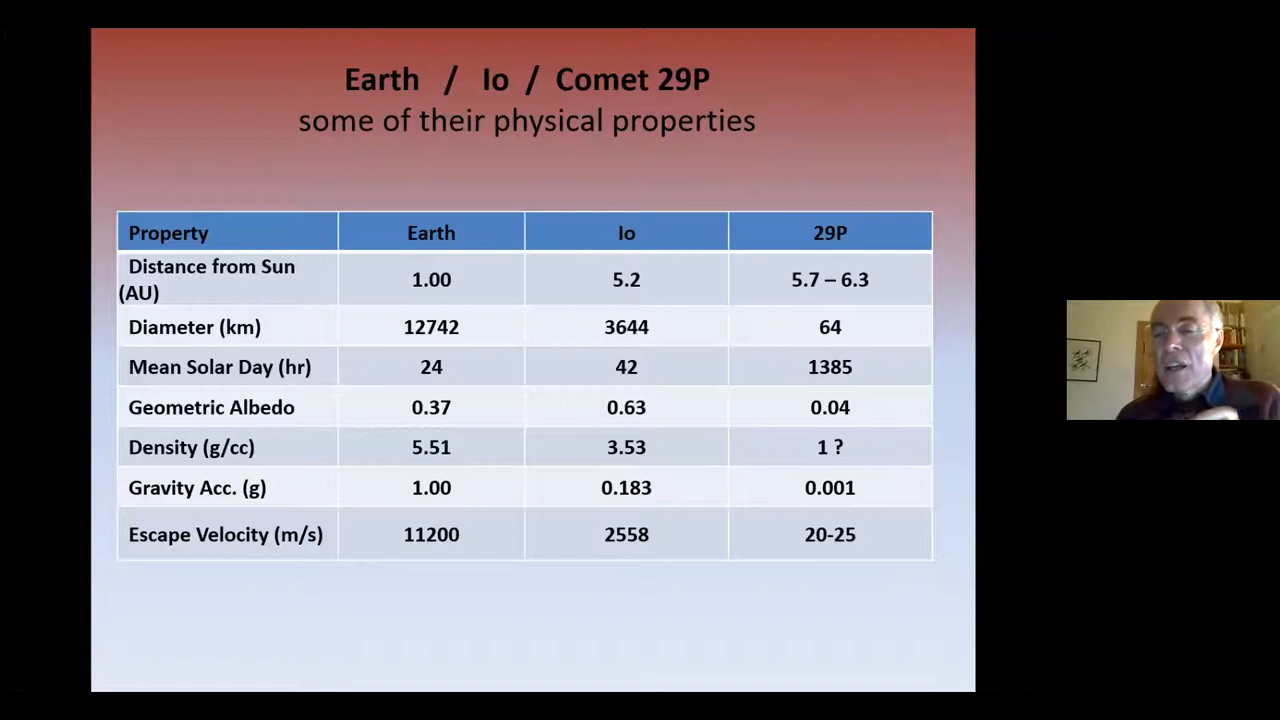 Earth / Io / Comet 29P
some of their physical properties
Property Earth Io 29P
Distance from Sun
(AU) 1.00 5.2 5.7 – 6.3
Diameter (km) 12742 3644 64
Mean Solar Day (hr) 24 42 1385
Geometric Albedo 0.37 0.63 0.04
Density (g/cc) 5.51 3.53 1 ?
Gravity Acc. (g) 1.00 0.183 0.001
Escape Velocity (m/s) 11200 2558 20-25